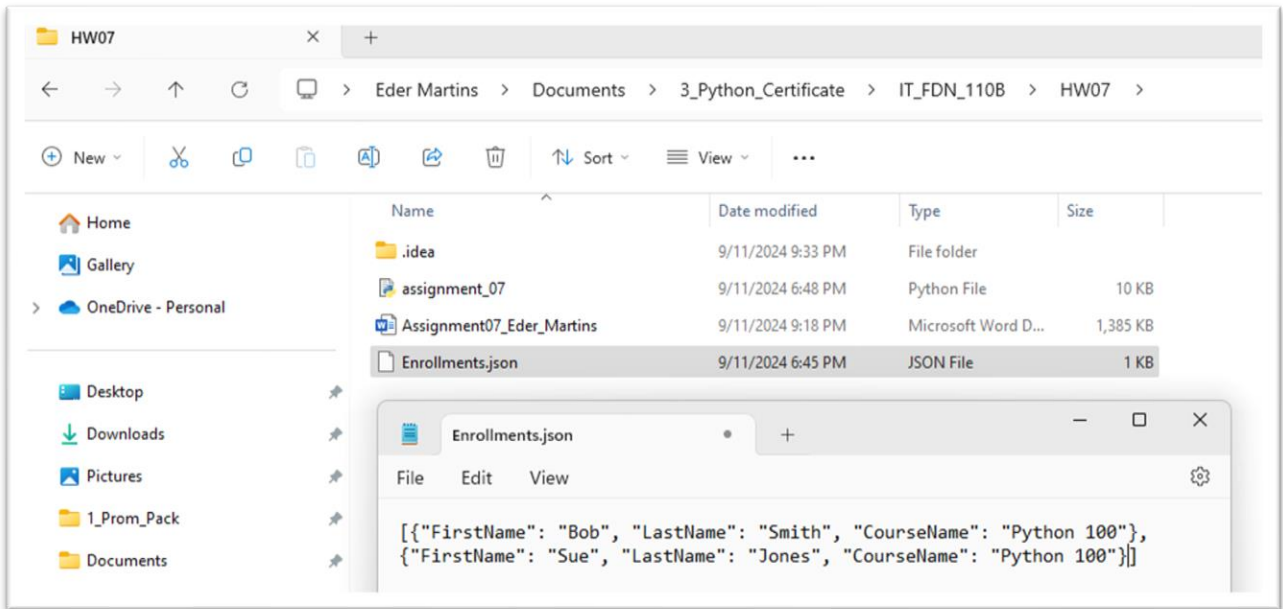 HW07
Eder Martins > Documents > 3_Python_Certificate > IT_FDN_110B > HW07 >
New Sort View ...
Name Date modified Type Size
.idea 9/11/2024 9:33 PM File folder
assignment_07 9/11/2024 6:48 PM Python File 10 KB
Assignment07_Eder_Martins 9/11/2024 9:18 PM Microsoft Word D... 1,385 KB
Enrollments.json 9/11/2024 6:45 PM JSON File 1 KB
Home
Gallery
OneDrive - Personal
Desktop
Downloads
Pictures
1_Prom_Pack
Documents
Enrollments.json
File Edit View
[{"FirstName": "Bob", "LastName": "Smith", "CourseName": "Python 100"},
{"FirstName": "Sue", "LastName": "Jones", "CourseName": "Python 100"}]